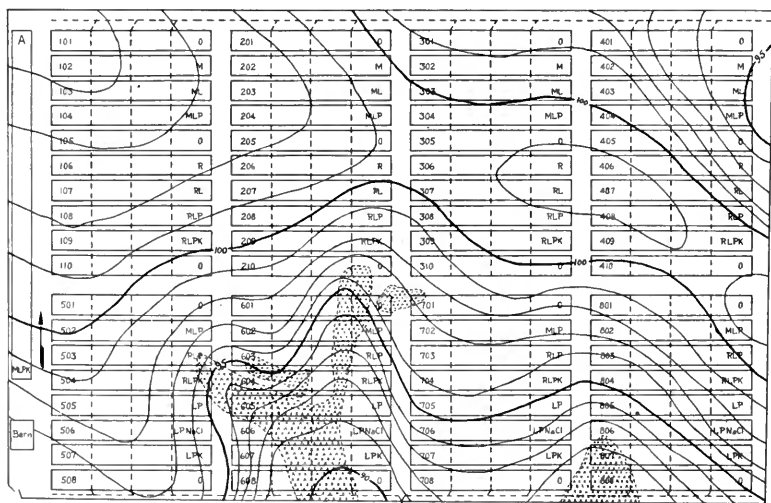 95
A 101 0 201 0 301 0 401 0
102 M 202 M 302 M 402 M
103 ML 203 ML 303 ML 403 ML
104 MLP 204 MLP 304 MLP 404 MLP
100
105 0 205 0 305 0 405 0
106 R 206 R 306 R 406 R
107 RL 207 RL 307 RL 487 RL
108 RLP 208 RLP 308 RLP 408 RLP
109 RLPK 209 RLPK 309 RLPK 409 RLPK
100
110 0 210 0 310 0 410 0
100
501 0 601 0 701 0 801 0
502 MLP 602 MLP 702 MLP 802 MLP
503 RLP 603 RLP 703 RLP 803 RLP
MLPK 504 RLPK 604 RLPK 704 RLPK 804 RLPK
505 LP 605 LP 705 LP 805 LP
Barn 506 LPNaCl 606 LPNaCl 706 LPNaCl 806 LPNaCl
507 LPK 607 LPK 707 LPK 807 LPK
90
508 0 608 0 708 0 0